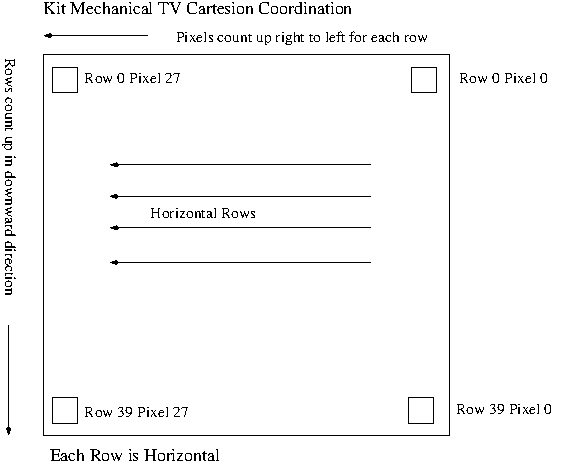 Kit Mechanical TV Cartesion Coordination
Pixels count up right to left for each row
Rows count up in downward direction
Row 0 Pixel 27
Row 0 Pixel 0
Horizontal Rows
Row 39 Pixel 27
Row 39 Pixel 0
Each Row is Horizontal